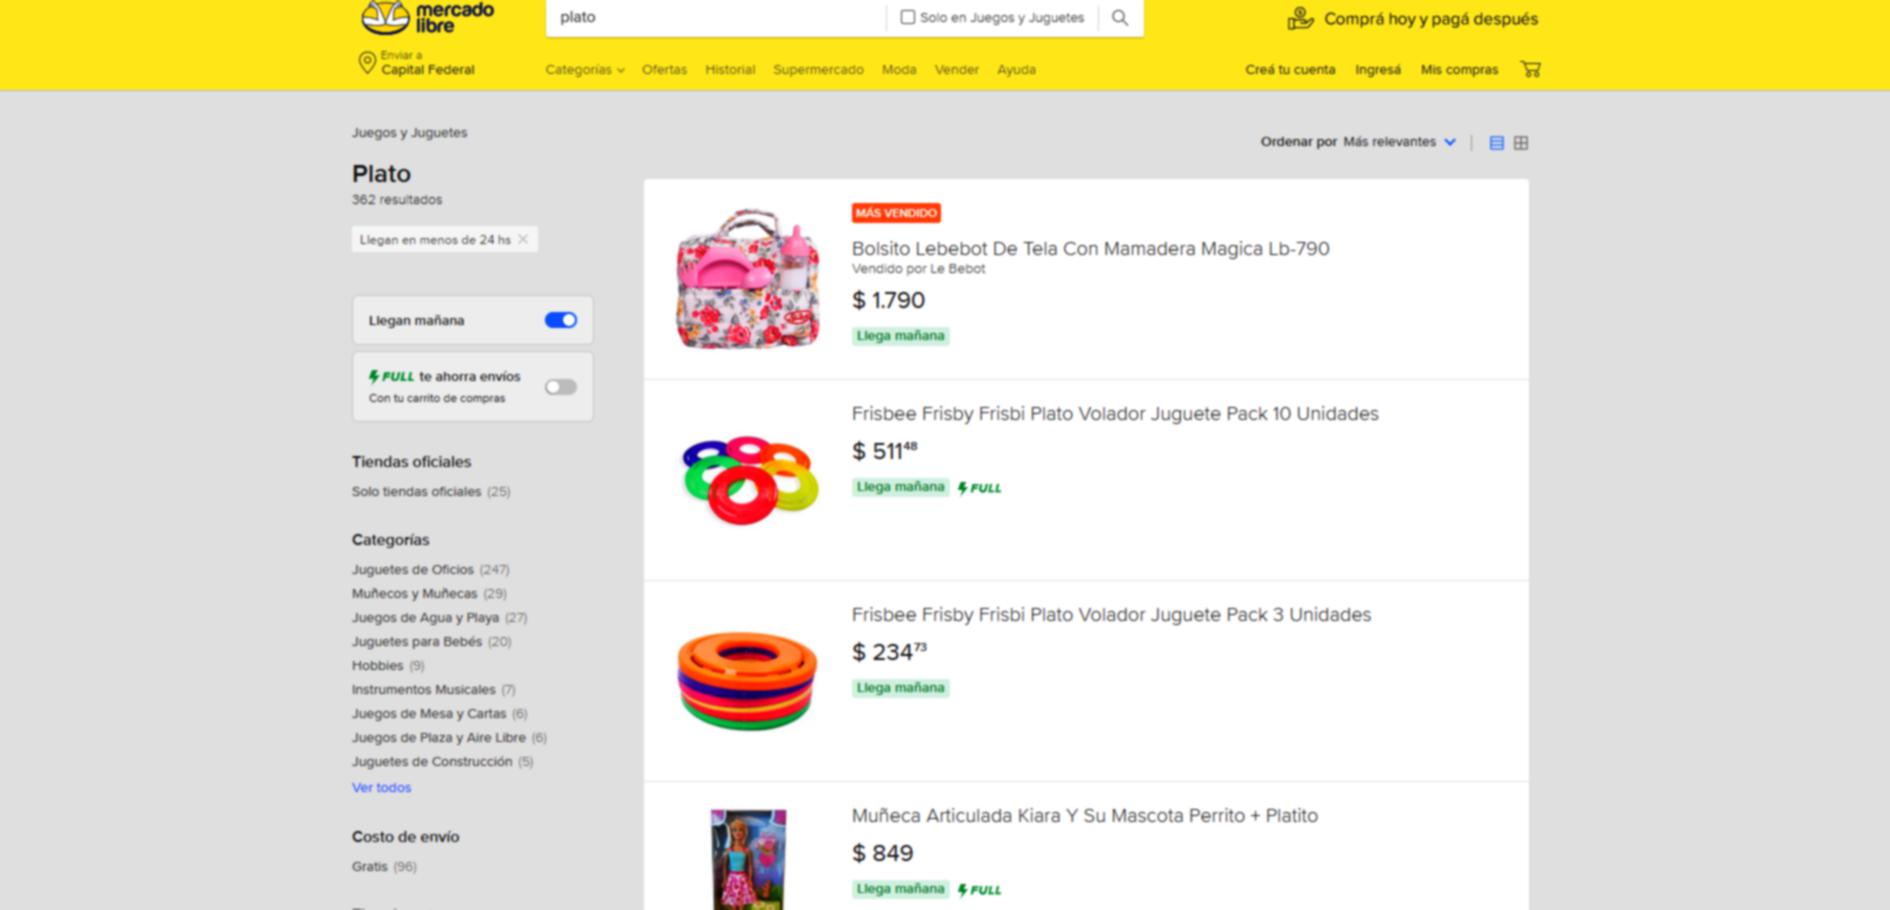 mercado
libre
plato
Solo en Juegos y Juguetes
Comprá hoy y pagá después
Enviar a
Capital Federal
Categorías
Ofertas
Historial
Supermercado
Moda
Vender
Ayuda
Creá tu cuenta
Ingresá
Mis compras
Juegos y Juguetes
Plato
362 resultados
Llegan en menos de 24 hs
Llegan mañana
FULL te ahorra envíos
Con tu carrito de compras
Tiendas oficiales
Solo tiendas oficiales (25)
Categorías
Juguetes de Oficios (247)
Muñecos y Muñecas (29)
Juegos de Agua y Playa (27)
Juguetes para Bebés (20)
Hobbies (9)
Instrumentos Musicales (7)
Juegos de Mesa y Cartas (6)
Juegos de Plaza y Aire Libre (6)
Juguetes de Construcción (5)
Ver todos
Costo de envío
Gratis (96)
Ordenar por Más relevantes
MÁS VENDIDO
Bolsito Lebebot De Tela Con Mamadera Magica Lb-790
Vendido por Le Bebot
$ 1.790
Llega mañana
Frisbee Frisby Frisbi Plato Volador Juguete Pack 10 Unidades
$ 511 48
Llega mañana FULL
Frisbee Frisby Frisbi Plato Volador Juguete Pack 3 Unidades
$ 234 73
Llega mañana
Muñeca Articulada Kiara Y Su Mascota Perrito + Platito
$ 849
Llega mañana FULL